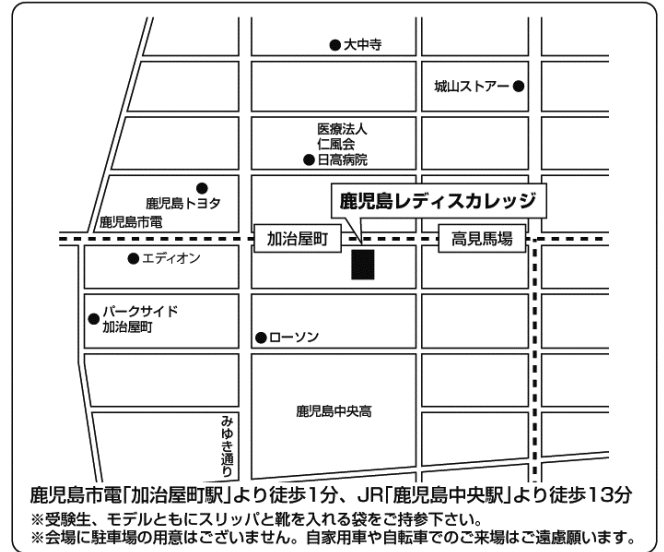 大中寺
城山ストアー
医療法人
仁風会
日高病院
鹿児島トヨタ
鹿児島レディスカレッジ
鹿児島市電
加治屋町
高見馬場
エディオン
パークサイド
加治屋町
ローソン
鹿児島中央高
みゆき通り
鹿児島市電「加治屋町駅」より徒歩1分、JR「鹿児島中央駅」より徒歩13分
※受験生、モデルともにスリッパと靴を入れる袋をご持参下さい。
※会場に駐車場の用意はございません。自家用車や自転車でのご来場はご遠慮願います。